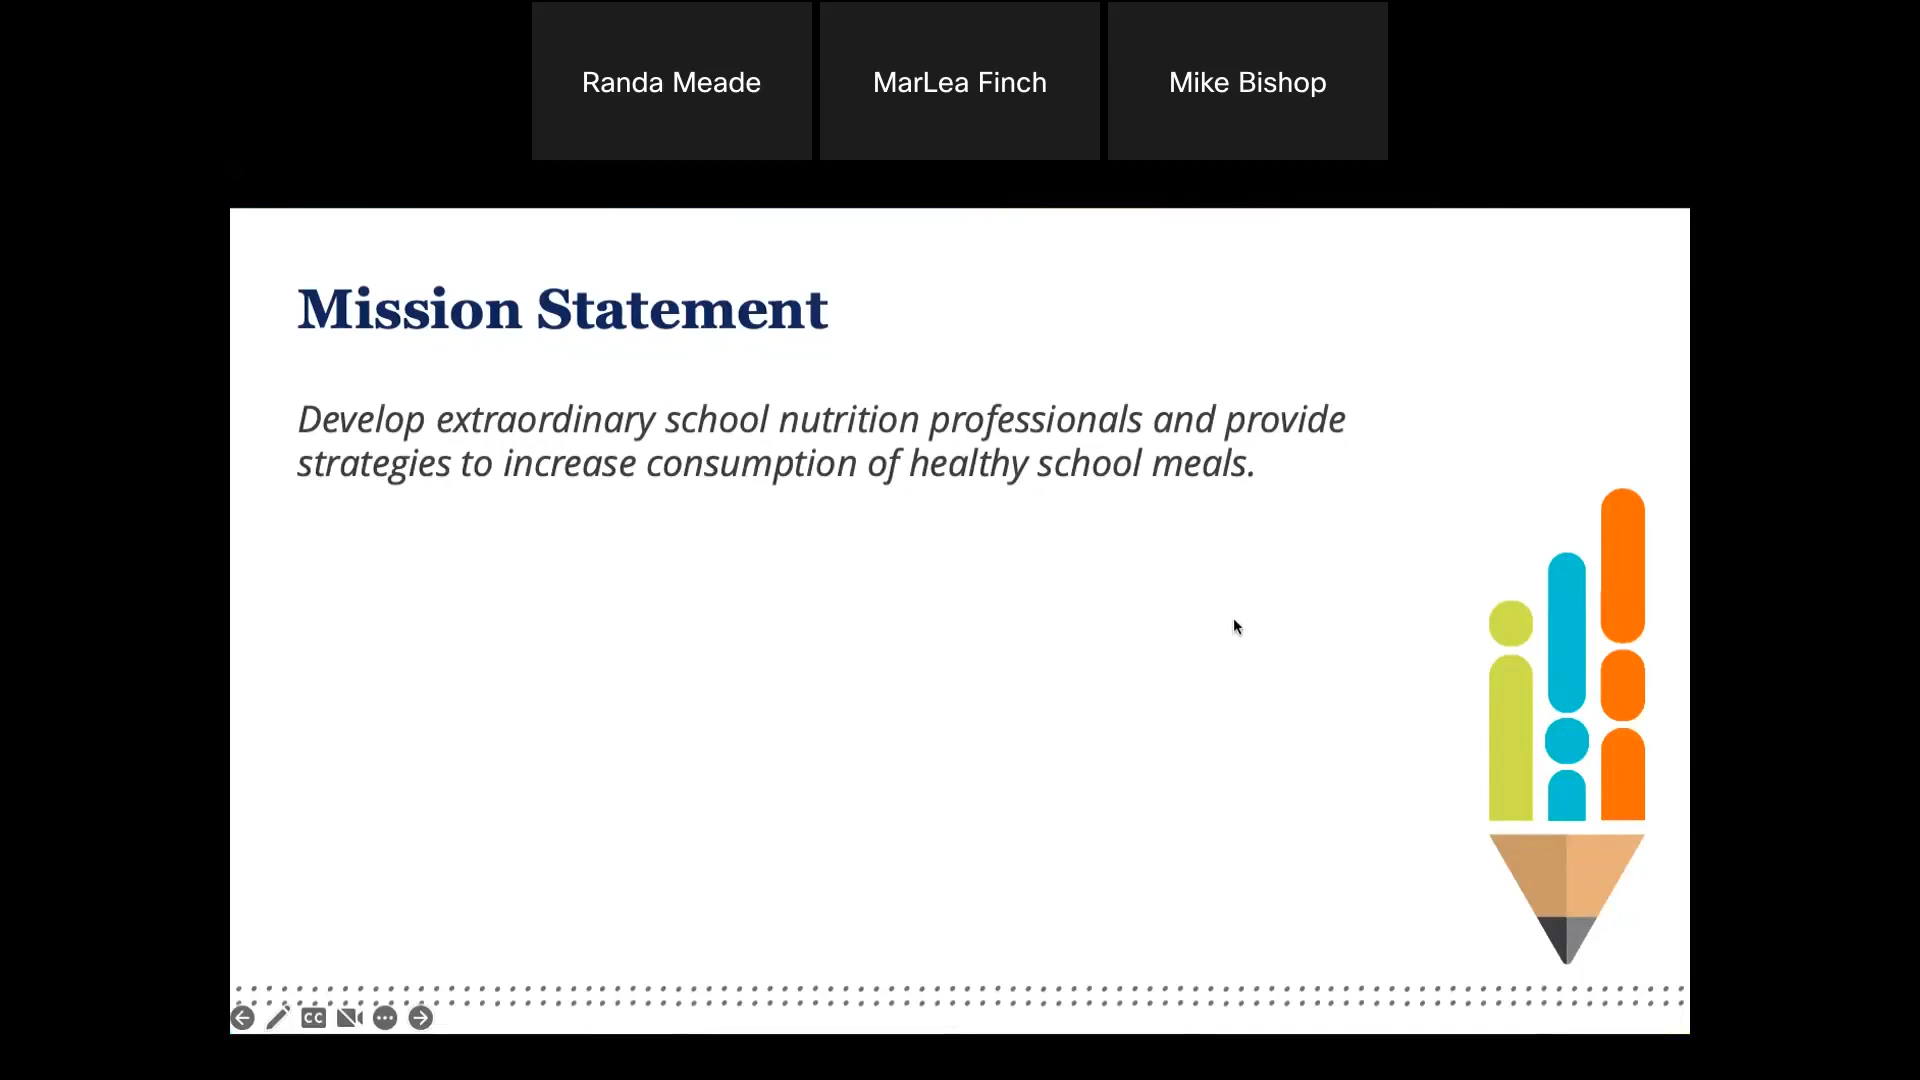 Randa Meade
MarLea Finch
Mike Bishop
Mission Statement
Develop extraordinary school nutrition professionals and provide
strategies to increase consumption of healthy school meals.
CC